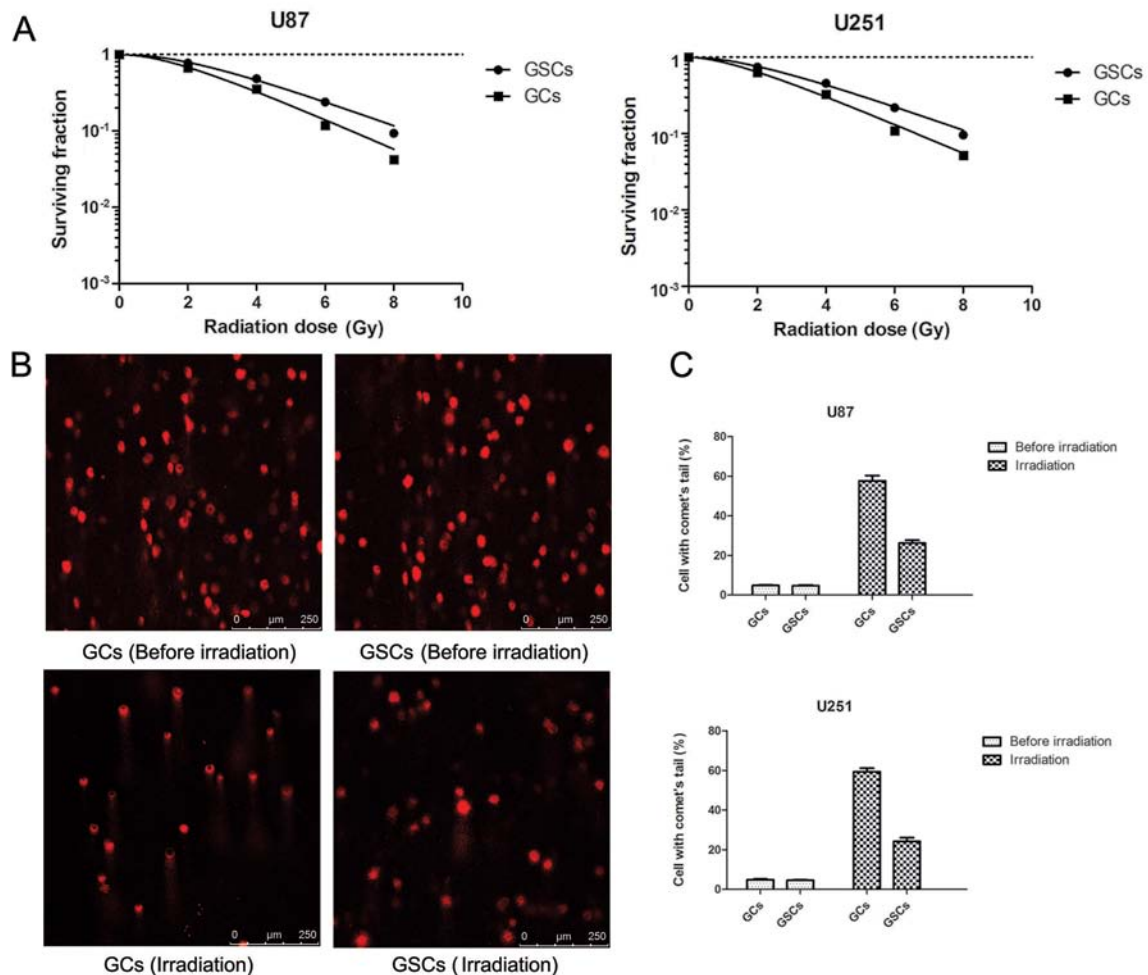 A
U87
Surviving fraction
1
10-1
10-2
10-3
0 2 4 6 8 10
Radiation dose (Gy)
GSCs
GCs
U251
Surviving fraction
1
10-1
10-2
10-3
0 2 4 6 8 10
Radiation dose (Gy)
GSCs
GCs
B
0 µm 250
GCs (Before irradiation)
0 µm 250
GSCs (Before irradiation)
0 µm 250
GCs (Irradiation)
0 µm 250
GSCs ( Irradiation)
C
U87
Cell with comet's tail (%)
80
60
40
20
0
GCs GSCs GCs GSCs
Before irradiation
Irradiation
U251
Cell with comet's tail (%)
80
60
40
20
0
GCs GSCs GCs GSCs
Before irradiation
Irradiation